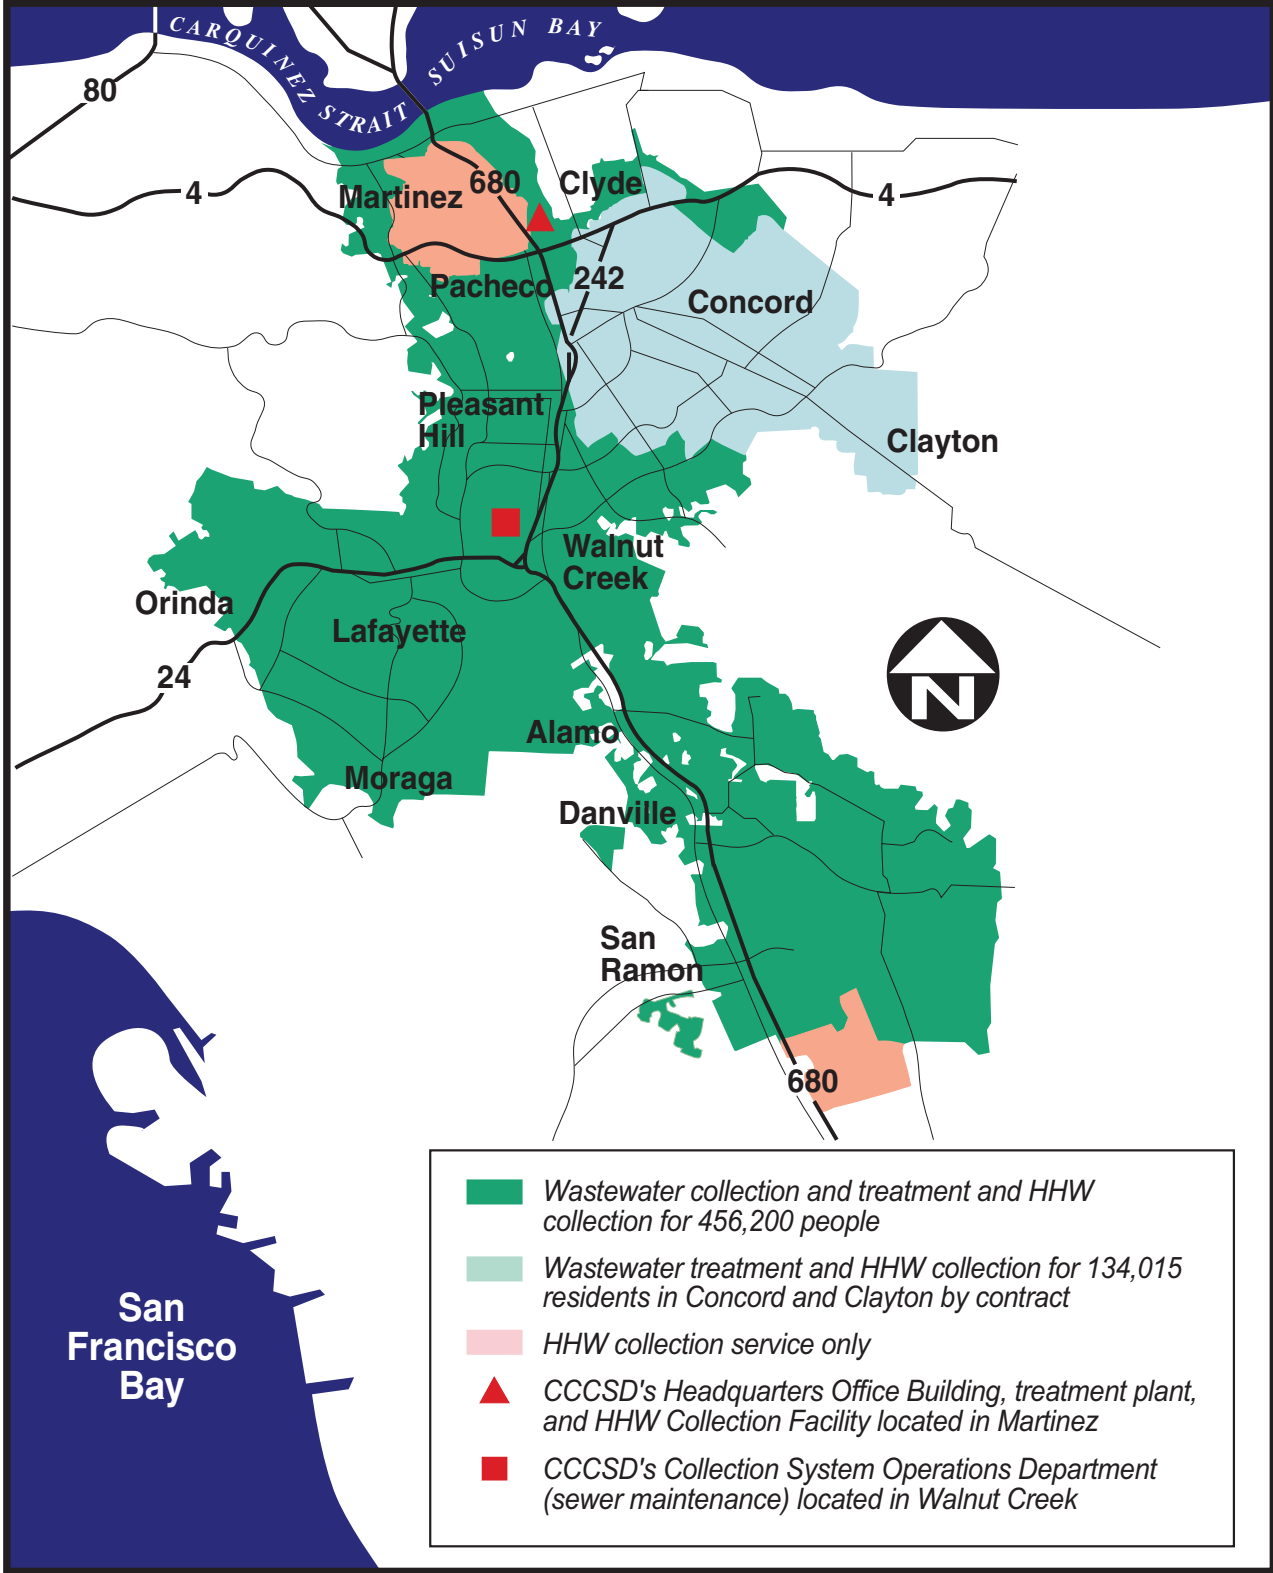 CARQUINEZ STRAIT
SUISUN BAY
80
4
Martinez
680
Clyde
4
Pacheco
242
Concord
Pleasant
Hill
Clayton
Walnut
Creek
Orinda
Lafayette
24
N
Alamo
Moraga
Danville
San
Ramon
680
San
Francisco
Bay
Wastewater collection and treatment and HHW
collection for 456,200 people
Wastewater treatment and HHW collection for 134,015
residents in Concord and Clayton by contract
HHW collection service only
CCCSD's Headquarters Office Building, treatment plant,
and HHW Collection Facility located in Martinez
CCCSD's Collection System Operations Department
(sewer maintenance) located in Walnut Creek